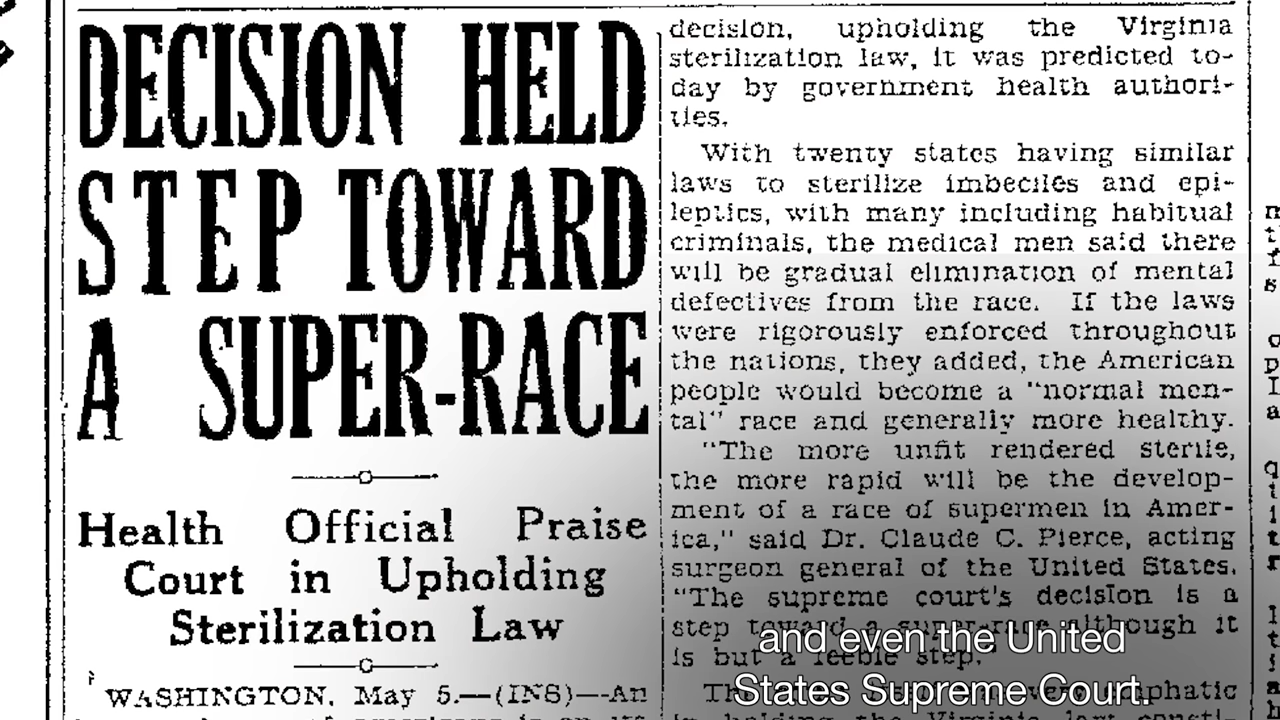 DECISION HELD
STEP TOWARD
A SUPER-RACE
Health Official Praise
Court in Upholding
Sterilization Law
WASHINGTON, May 5.—(INS)—An
decision, upholding the Virginia
sterilization law, it was predicted to-
day by government health authori-
ties.
With twenty states having similar
laws to sterilize imbeciles and epi-
leptics, with many including habitual
criminals, the medical men said there
will be gradual elimination of mental
defectives from the race. If the laws
were rigorously enforced throughout
the nations, they added, the American
people would become a "normal men-
tal" race and generally more healthy.
"The more unfit rendered sterile,
the more rapid will be the develop-
ment of a race of supermen in Amer-
ica," said Dr. Claude C. Pierce, acting
surgeon general of the United States.
"The supreme court's decision is a
step toward a super-race although it
is but a feeble step."
and even the United
States Supreme Court.